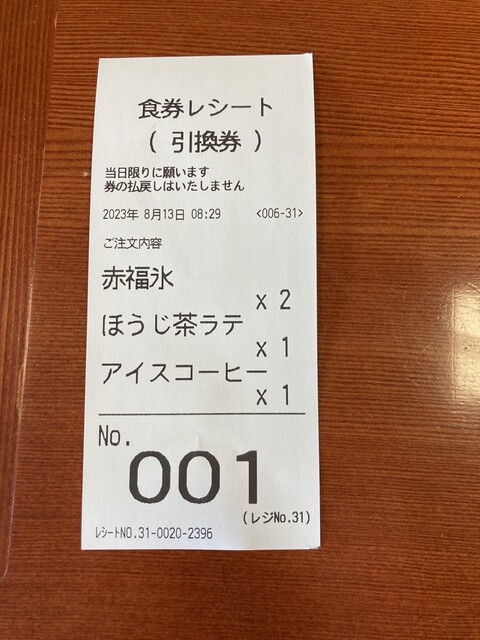 食券レシート
( 引換券 )
当日限りに願います
券の払戻しはいたしません
2023年 8月13日 08:29 <006-31>
ご注文内容
赤福氷
x 2
ほうじ茶ラテ
x 1
アイスコーヒー
x 1
No.
001
(レジNo.31)
レシートNO.31-0020-2396